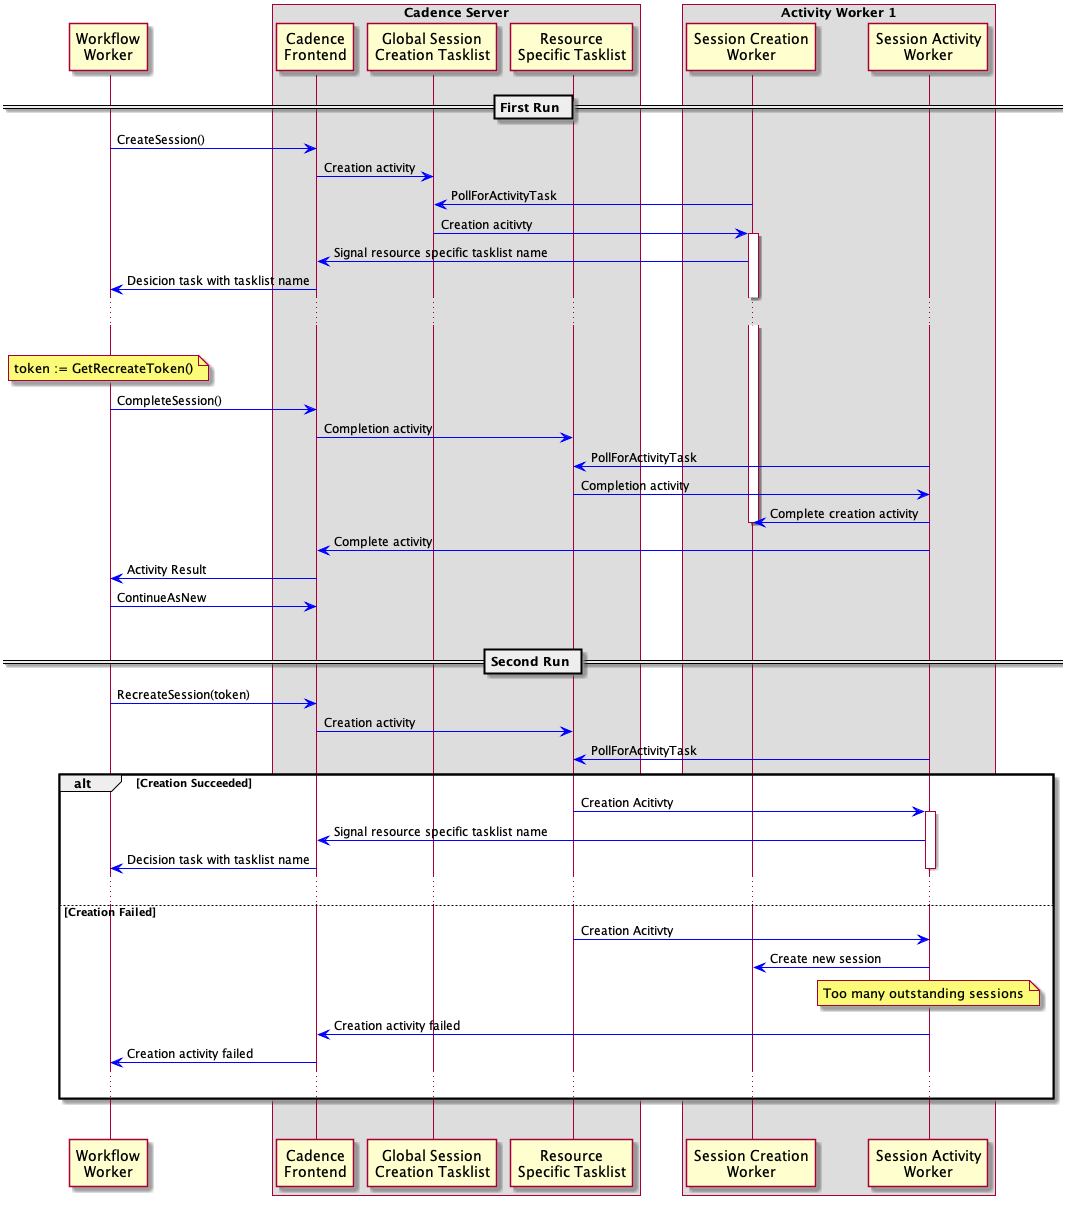 Cadence Server
Activity Worker 1
Workflow
Worker
Cadence
Frontend
Global Session
Creation Tasklist
Resource
Specific Tasklist
Session Creation
Worker
Session Activity
Worker
First Run
CreateSession()
Creation activity
PollForActivityTask
Creation acitivty
Signal resource specific tasklist name
Desicion task with tasklist name
token := GetRecreateToken()
CompleteSession()
Completion activity
PollForActivityTask
Completion activity
Complete creation activity
Complete activity
Activity Result
ContinueAsNew
Second Run
RecreateSession(token)
Creation activity
PollForActivityTask
alt [Creation Succeeded]
Creation Acitivty
Signal resource specific tasklist name
Decision task with tasklist name
[Creation Failed]
Creation Acitivty
Create new session
Too many outstanding sessions
Creation activity failed
Creation activity failed
Workflow
Worker
Cadence
Frontend
Global Session
Creation Tasklist
Resource
Specific Tasklist
Session Creation
Worker
Session Activity
Worker